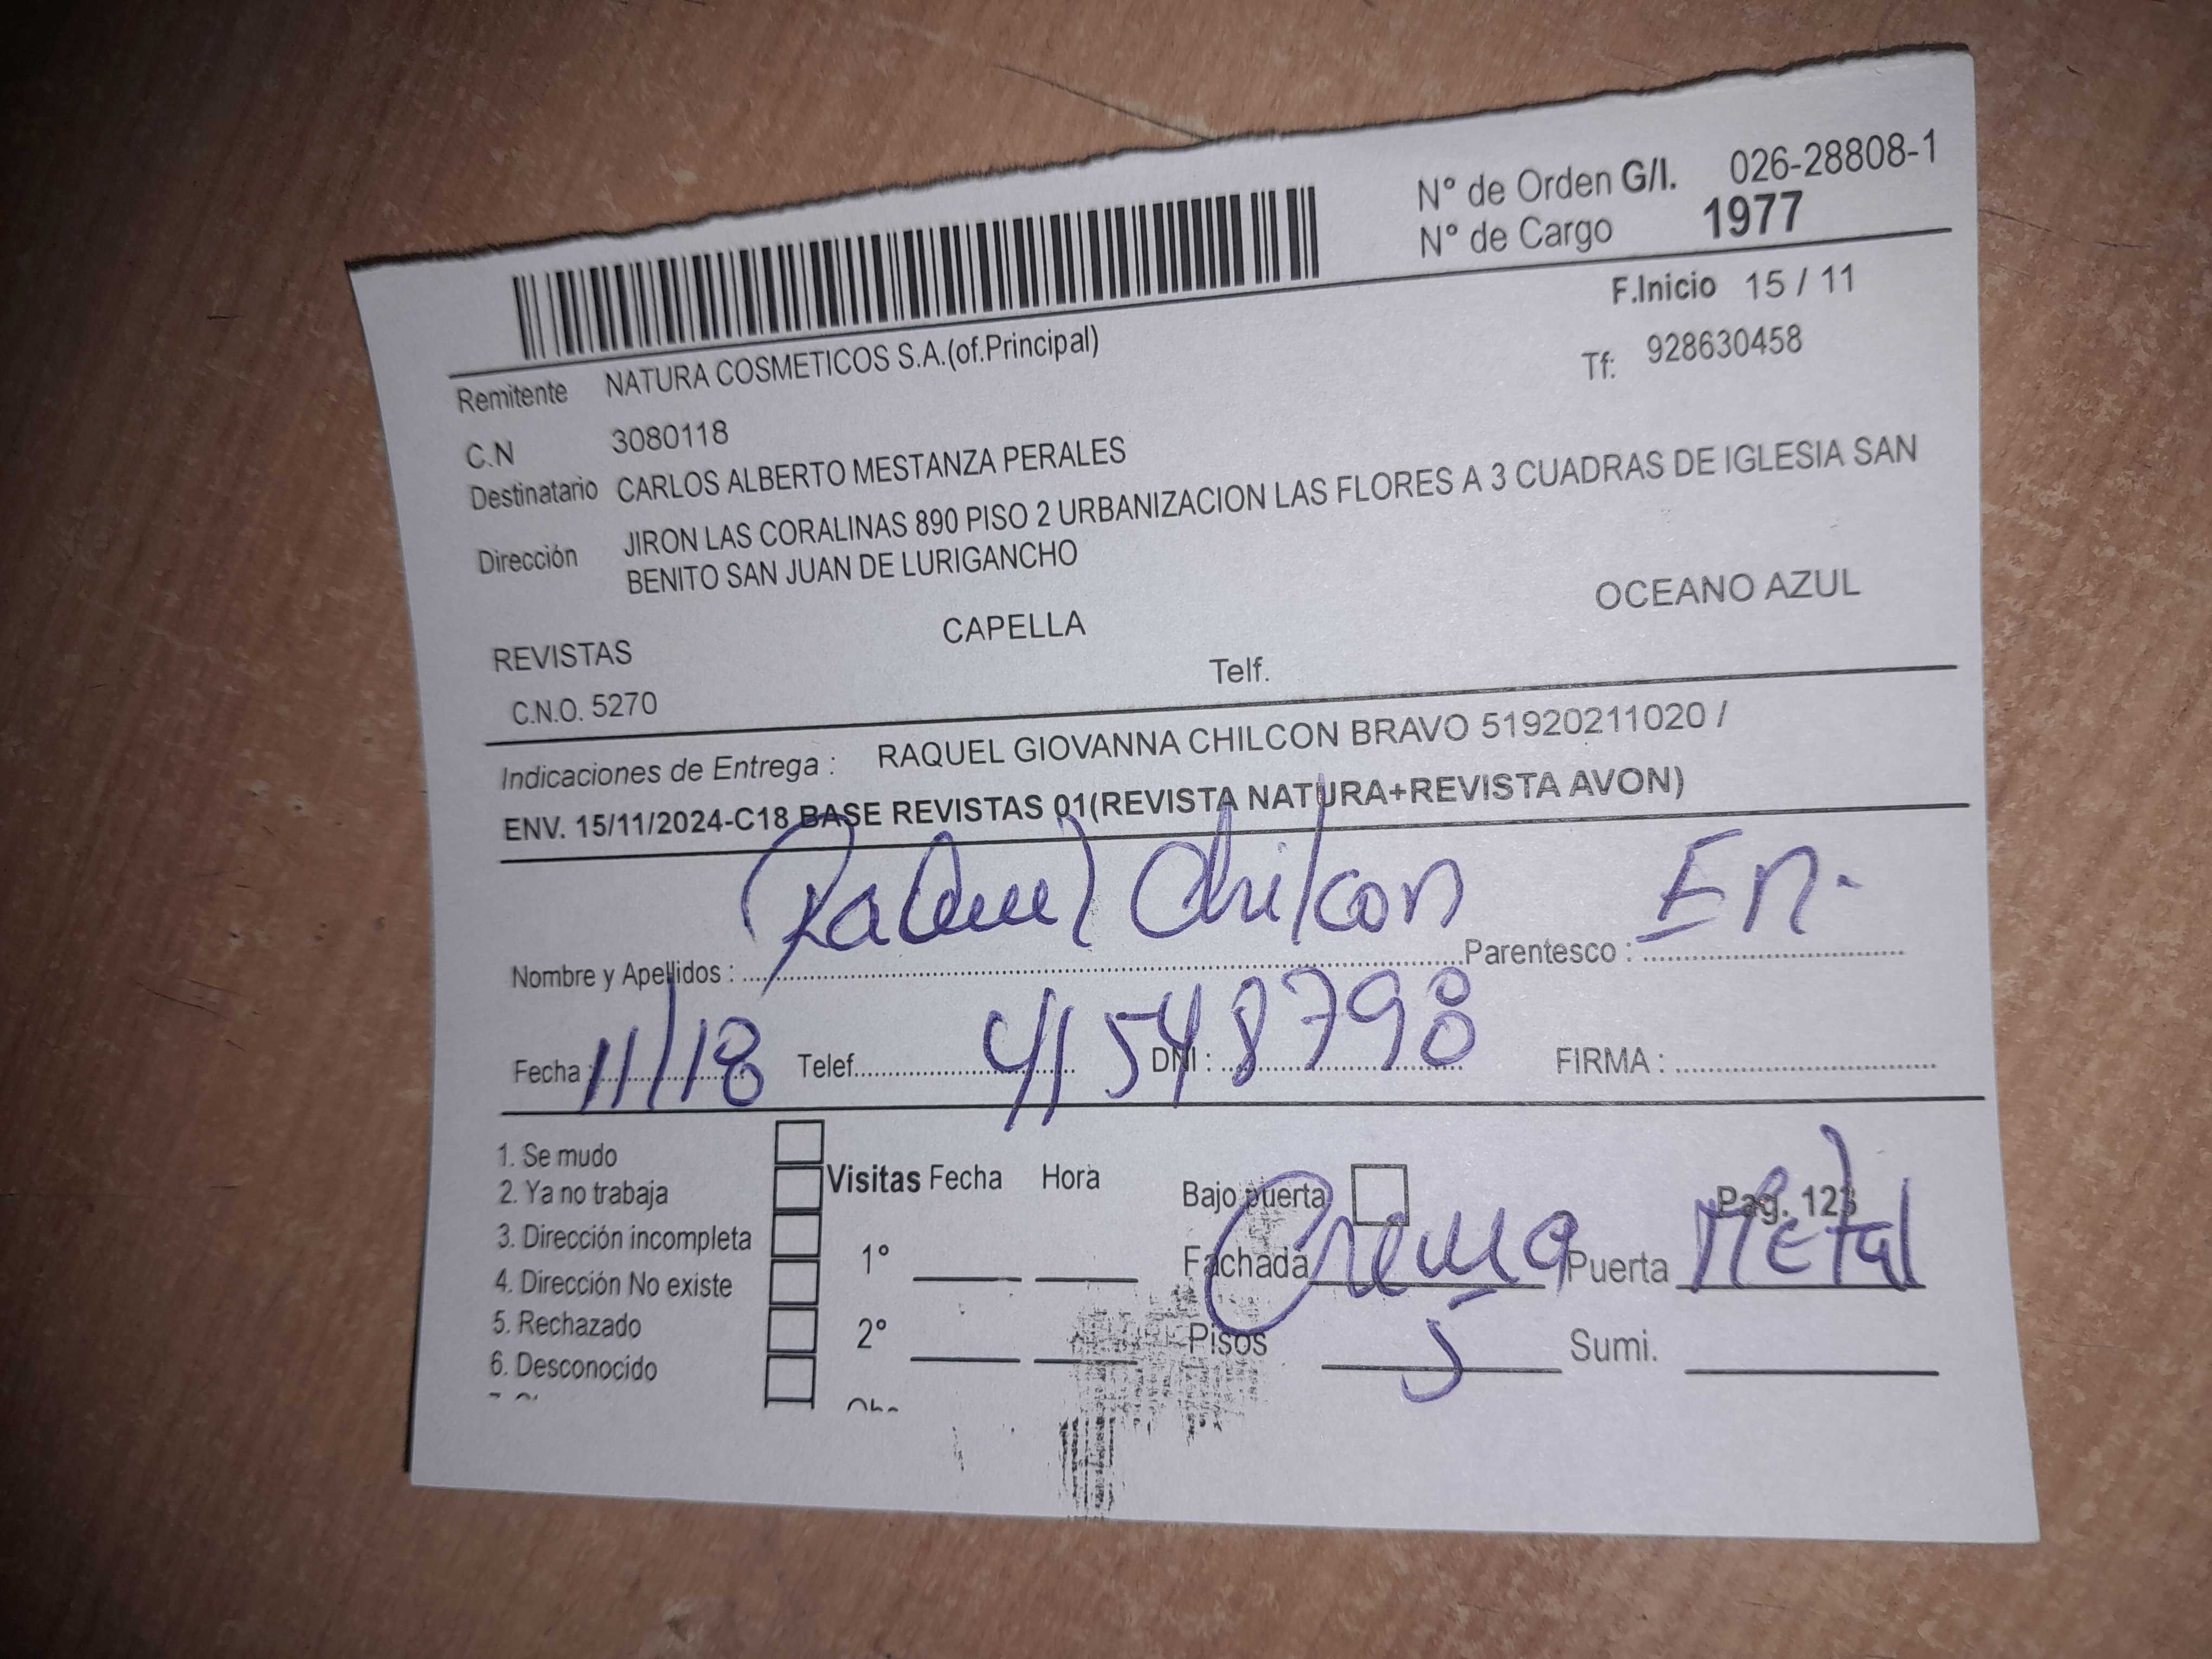 N° de Orden G/I. 026-28808-1
N° de Cargo 1977
F.Inicio 15 / 11
Remitente NATURA COSMETICOS S.A.(of.Principal)
Tf: 928630458
C.N 3080118
Destinatario CARLOS ALBERTO MESTANZA PERALES
Dirección JIRON LAS CORALINAS 890 PISO 2 URBANIZACION LAS FLORES A 3 CUADRAS DE IGLESIA SAN
BENITO SAN JUAN DE LURIGANCHO
REVISTAS CAPELLA OCEANO AZUL
C.N.O. 5270 Telf.
Indicaciones de Entrega : RAQUEL GIOVANNA CHILCON BRAVO 51920211020 /
ENV. 15/11/2024-C18 BASE REVISTAS 01(REVISTA NATURA+REVISTA AVON)
Nombre y Apellidos : Raquel Chilcon Parentesco : En.
Fecha : 11/18 Telef. DNI : 41548798 FIRMA :
1. Se mudo
2. Ya no trabaja
3. Dirección incompleta
4. Dirección No existe
5. Rechazado
6. Desconocido
Visitas Fecha Hora
1°
2°
Bajo puerta Pag. 123
Fachada Crema Puerta Metal
Pisos 5 Sumi.